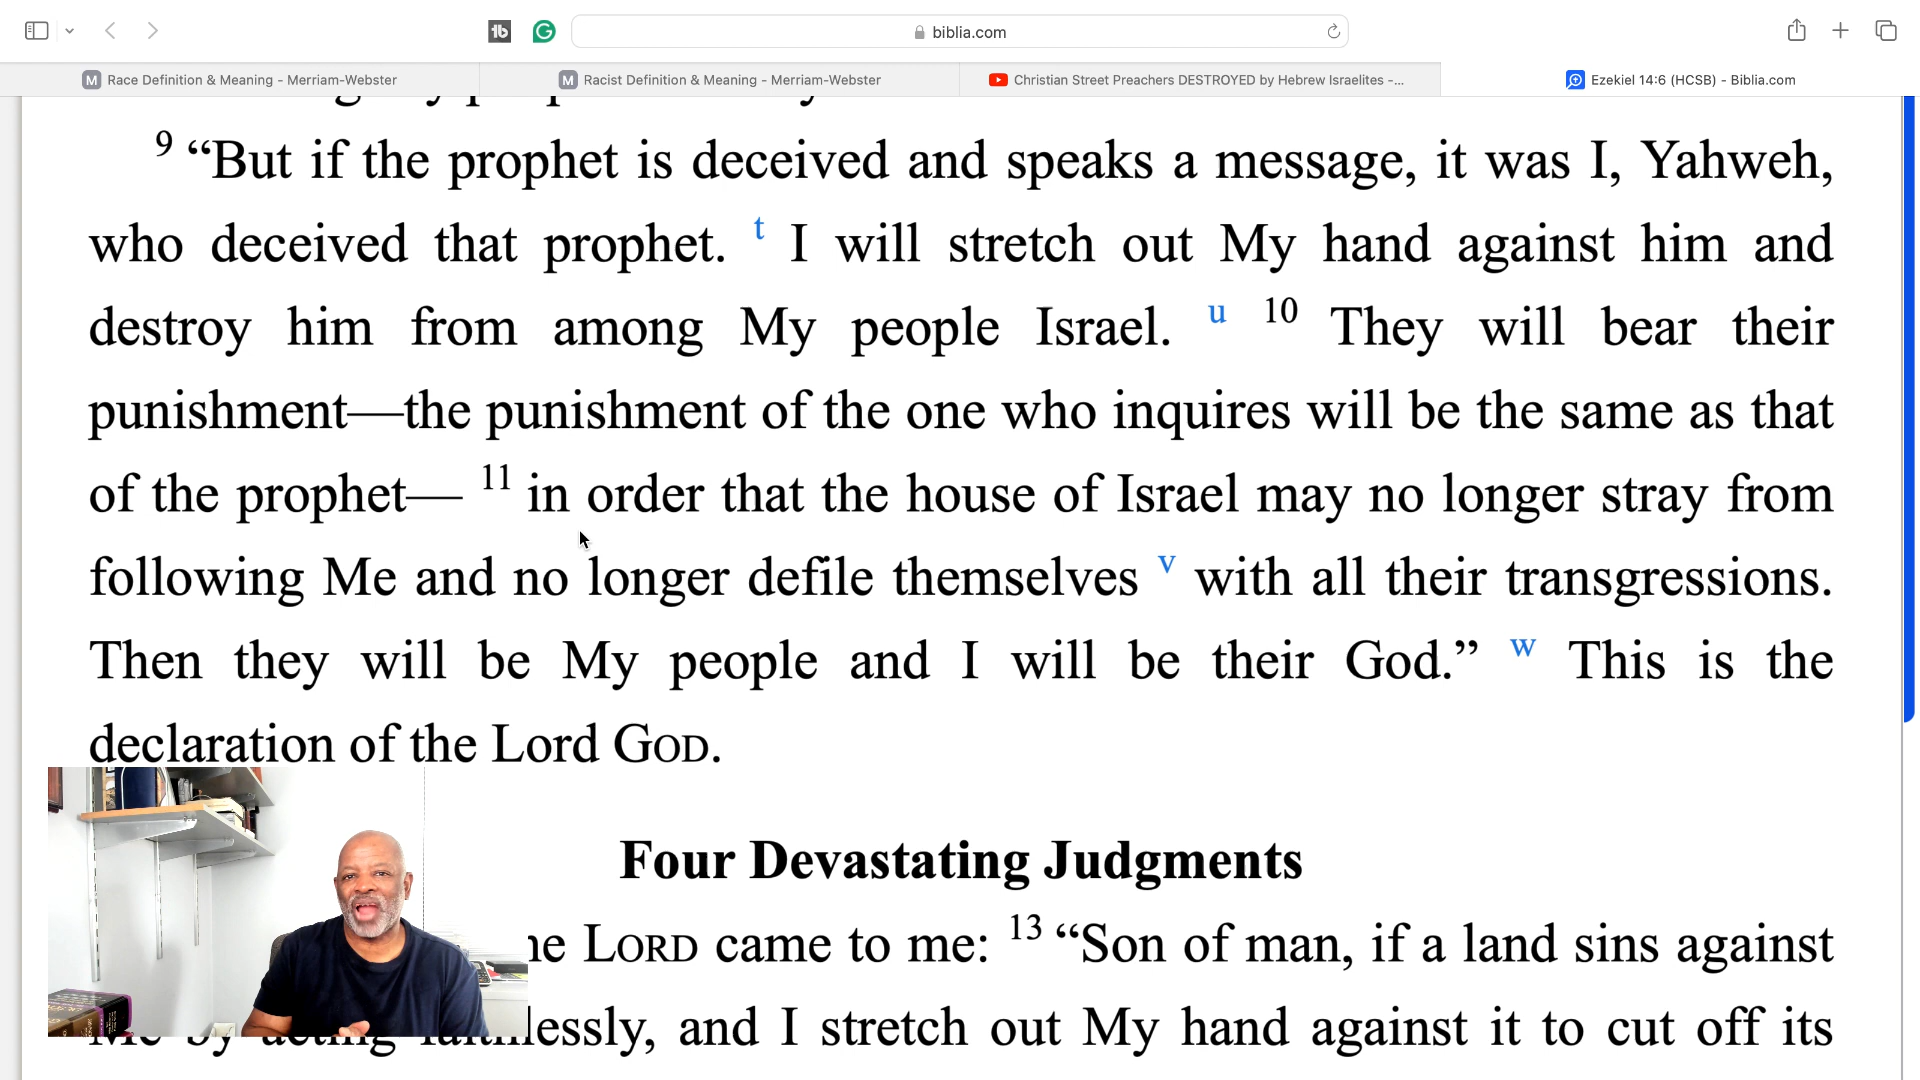 biblia.com
Race Definition & Meaning - Merriam-Webster
Racist Definition & Meaning - Merriam-Webster
Christian Street Preachers DESTROYED by Hebrew Israelites -...
Ezekiel 14:6 (HCSB) - Biblia.com
9 “But if the prophet is deceived and speaks a message, it was I, Yahweh,
who deceived that prophet. t I will stretch out My hand against him and
destroy him from among My people Israel. u 10 They will bear their
punishment—the punishment of the one who inquires will be the same as that
of the prophet— 11 in order that the house of Israel may no longer stray from
following Me and no longer defile themselves v with all their transgressions.
Then they will be My people and I will be their God.” w This is the
declaration of the Lord GOD.
Four Devastating Judgments
he LORD came to me: 13 “Son of man, if a land sins against
lessly, and I stretch out My hand against it to cut off its